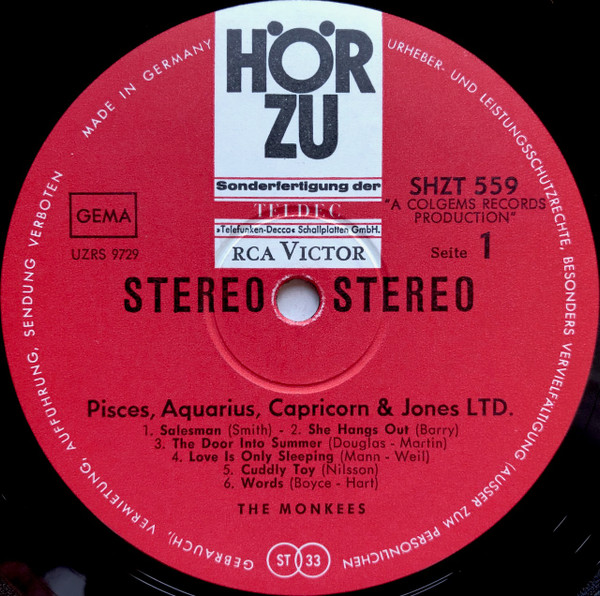 HÖR
ZU
Sonderfertigung der
TELDEC
»Telefunken-Decca« Schallplatten GmbH.
RCA VICTOR
GEMA
UZRS 9729
SHZT 559
"A COLGEMS RECORDS
PRODUCTION"
Seite 1
STEREO STEREO
Pisces, Aquarius, Capricorn & Jones LTD.
1. Salesman (Smith) - 2. She Hangs Out (Barry)
3. The Door Into Summer (Douglas - Martin)
4. Love Is Only Sleeping (Mann - Weil)
5. Cuddly Toy (Nilsson)
6. Words (Boyce - Hart)
THE MONKEES
ST 33
MADE IN GERMANY
URHEBER- UND LEISTUNGSSCHUTZRECHTE, BESONDERS VERVIELFÄLTIGUNG (AUSSER ZUM PERSÖNLICHEN GEBRAUCH), VERMIETUNG, AUFFÜHRUNG, SENDUNG VERBOTEN